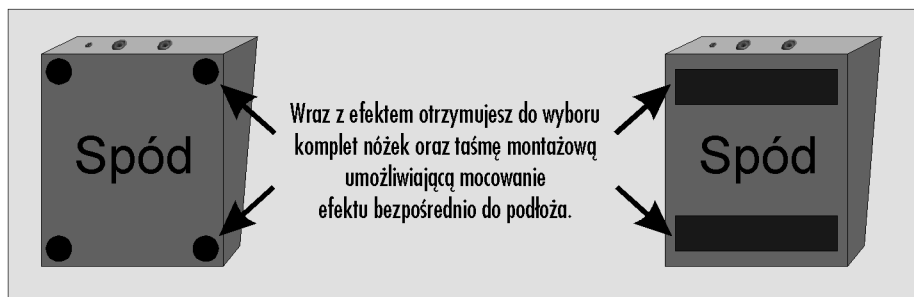 Spód
Wraz z efektem otrzymujesz do wyboru
komplet nóżek oraz taśmę montażową
umożliwiającą mocowanie
efektu bezpośrednio do podłoża.
Spód